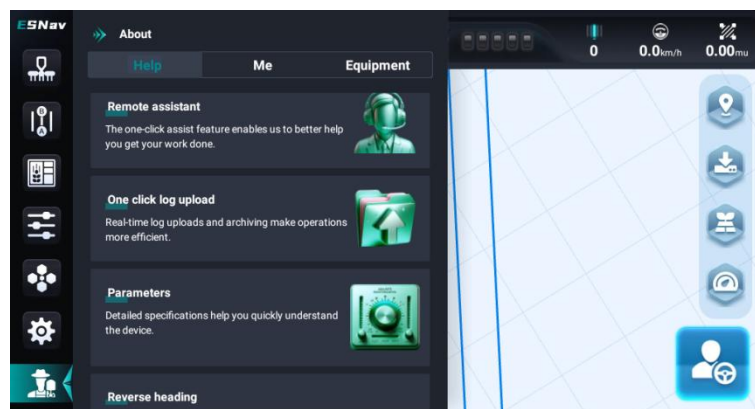 ESNav
About
Help
Me
Equipment
0
0.0km/h
0.00mu
Remote assistant
The one-click assist feature enables us to better help
you get your work done.
One click log upload
Real-time log uploads and archiving make operations
more efficient.
Parameters
Detailed specifications help you quickly understand
the device.
Reverse heading
B
A